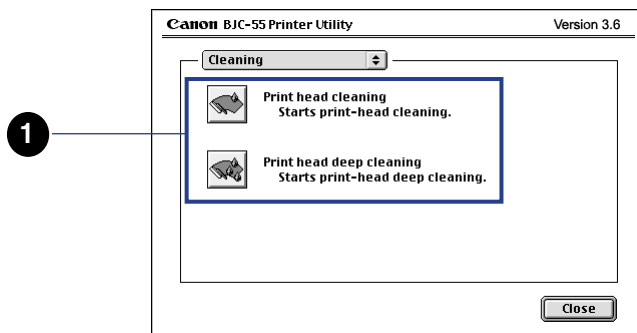 Canon BJC-55 Printer Utility Version 3.6
Cleaning
1
Print head cleaning
Starts print-head cleaning.
Print head deep cleaning
Starts print-head deep cleaning.
Close